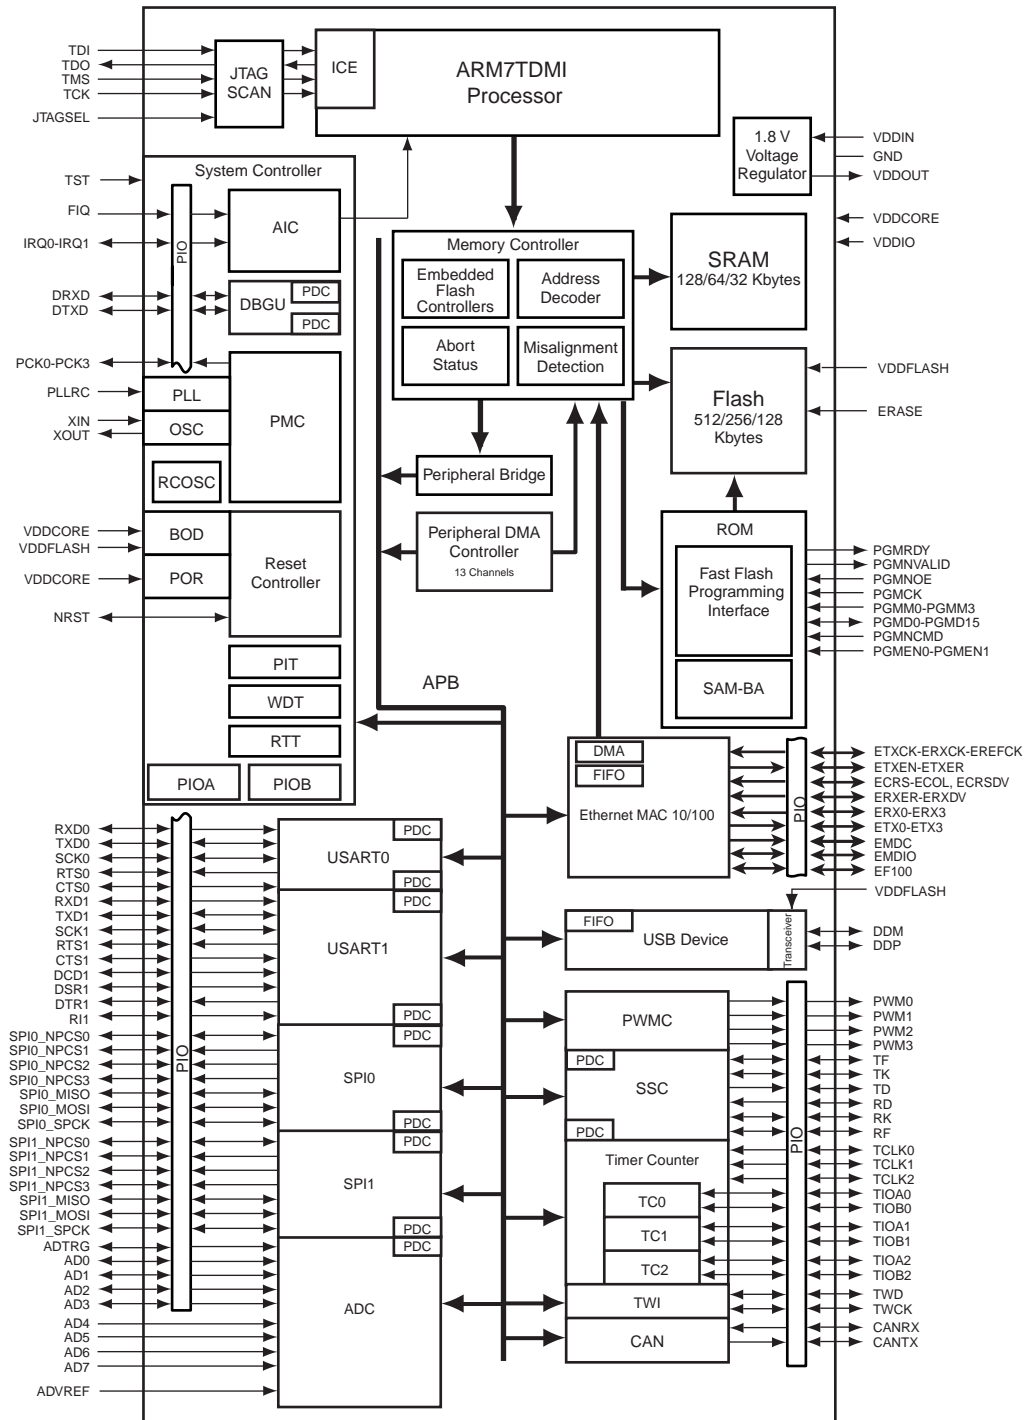 TDI
TDO
TMS
TCK
JTAGSEL
JTAG
SCAN
ICE
ARM7TDMI
Processor
1.8 V
Voltage
Regulator
VDDIN
GND
VDDOUT
VDDCORE
VDDIO
System Controller
TST
FIQ
IRQ0-IRQ1
PIO
AIC
DRXD
DTXD
DBGU
PDC
PDC
PCK0-PCK3
PLLRC
PLL
XIN
XOUT
OSC
PMC
RCOSC
VDDCORE
VDDFLASH
BOD
VDDCORE
POR
Reset
Controller
NRST
PIT
WDT
RTT
PIOA
PIOB
Memory Controller
Embedded
Flash
Controllers
Address
Decoder
Abort
Status
Misalignment
Detection
SRAM
128/64/32 Kbytes
Flash
512/256/128
Kbytes
VDDFLASH
ERASE
Peripheral Bridge
Peripheral DMA
Controller
13 Channels
APB
ROM
Fast Flash
Programming
Interface
SAM-BA
PGMRDY
PGMNVALID
PGMNOE
PGMCK
PGMM0-PGMM3
PGMD0-PGMD15
PGMNCMD
PGMEN0-PGMEN1
DMA
FIFO
Ethernet MAC 10/100
PIO
ETXCK-ERXCK-EREFCK
ETXEN-ETXER
ECRS-ECOL, ECRSDV
ERXER-ERXDV
ERX0-ERX3
ETX0-ETX3
EMDC
EMDIO
EF100
VDDFLASH
FIFO
USB Device
Transceiver
DDM
DDP
RXD0
TXD0
SCK0
RTS0
CTS0
RXD1
TXD1
SCK1
RTS1
CTS1
DCD1
DSR1
DTR1
RI1
SPI0_NPCS0
SPI0_NPCS1
SPI0_NPCS2
SPI0_NPCS3
SPI0_MISO
SPI0_MOSI
SPI0_SPCK
SPI1_NPCS0
SPI1_NPCS1
SPI1_NPCS2
SPI1_NPCS3
SPI1_MISO
SPI1_MOSI
SPI1_SPCK
ADTRG
AD0
AD1
AD2
AD3
AD4
AD5
AD6
AD7
ADVREF
PIO
PDC
USART0
PDC
PDC
USART1
PDC
PDC
SPI0
PDC
PDC
SPI1
PDC
PDC
ADC
PWMC
PDC
SSC
PDC
Timer Counter
TC0
TC1
TC2
TWI
CAN
PIO
PWM0
PWM1
PWM2
PWM3
TF
TK
TD
RD
RK
RF
TCLK0
TCLK1
TCLK2
TIOA0
TIOB0
TIOA1
TIOB1
TIOA2
TIOB2
TWD
TWCK
CANRX
CANTX